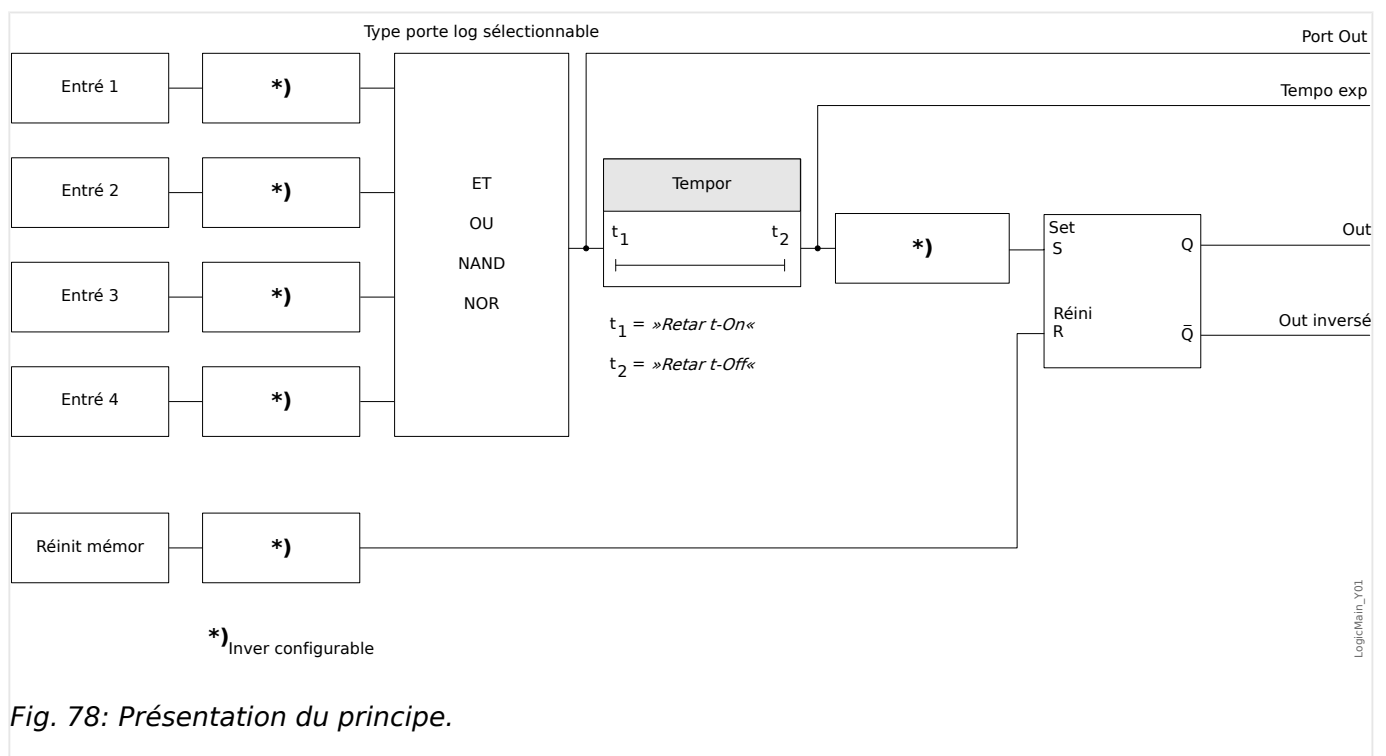 Type porte log sélectionnable
Port Out
Entré 1
*)
Tempo exp
Entré 2
*)
ET
OU
NAND
NOR
Tempor
t1
t2
*)
Set
S
Q
Out
Entré 3
*)
t1 = »Retar t-On«
t2 = »Retar t-Off«
Réini
R
Q̅
Out inversé
Entré 4
*)
Réinit mémor
*)
*) Inver configurable
LogicMain_Y01
Fig. 78: Présentation du principe.